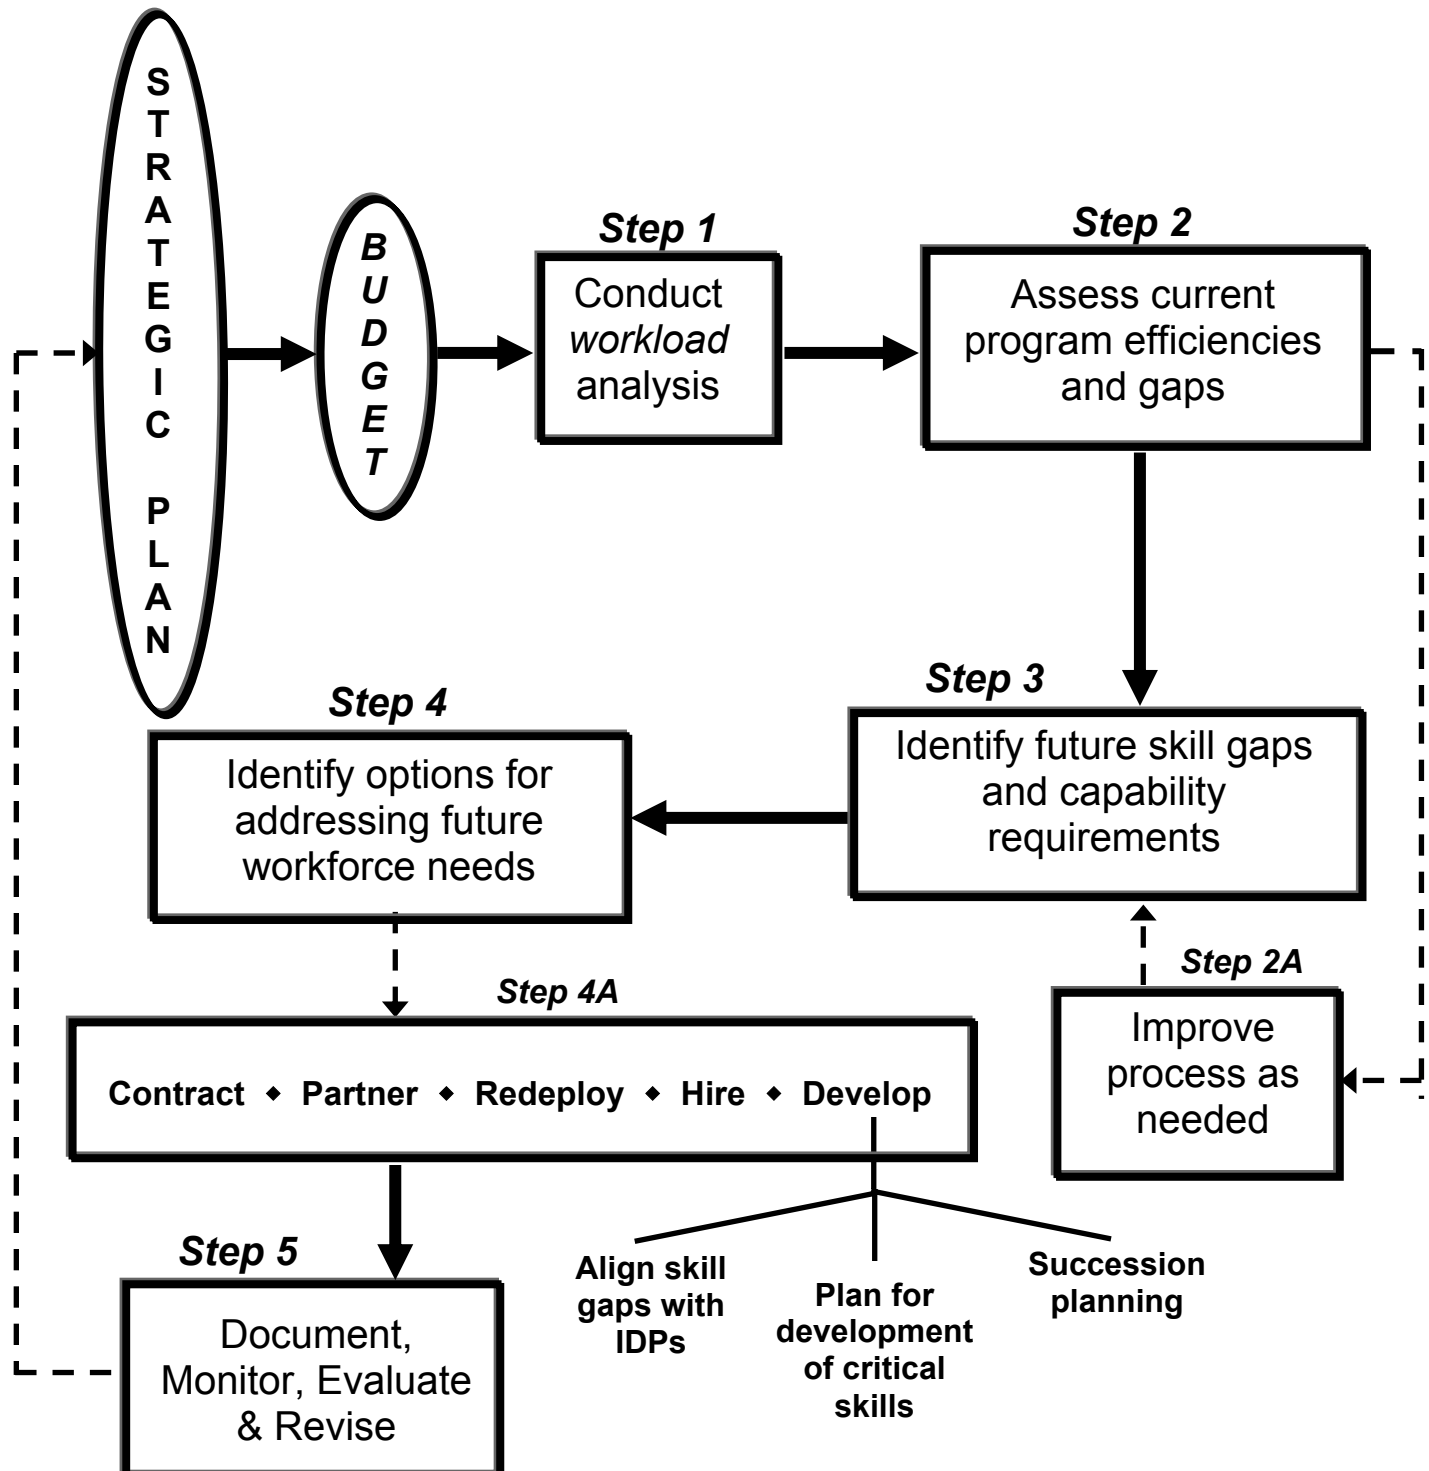 STRATEGIC PLAN
BUDGET
Step 1
Conduct
workload
analysis
Step 2
Assess current
program efficiencies
and gaps
Step 3
Identify future skill gaps
and capability
requirements
Step 4
Identify options for
addressing future
workforce needs
Step 2A
Improve
process as
needed
Step 4A
Contract ◆ Partner ◆ Redeploy ◆ Hire ◆ Develop
Align skill
gaps with
IDPs
Plan for
development
of critical
skills
Succession
planning
Step 5
Document,
Monitor, Evaluate
& Revise